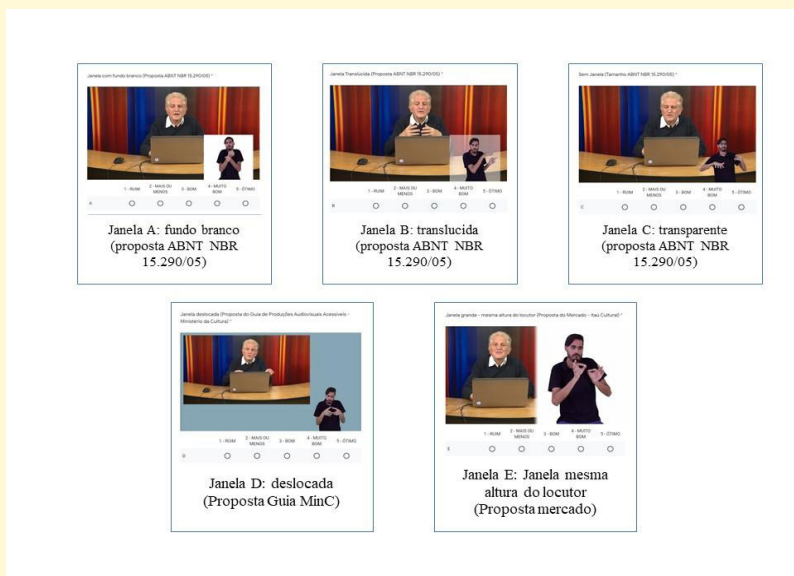 Janela com fundo branco (Proposta ABNT NBR 15.290/05) *
1 - RUIM
2 - MAIS OU MENOS
3 - BOM
4 - MUITO BOM
5 - ÓTIMO
A
Janela A: fundo branco
(proposta ABNT NBR
15.290/05)
Janela Translúcida (Proposta ABNT NBR 15.290/05) *
1 - RUIM
2 - MAIS OU MENOS
3 - BOM
4 - MUITO BOM
5 - ÓTIMO
B
Janela B: translucida
(proposta ABNT NBR
15.290/05)
Sem Janela (Tamanho ABNT NBR 15.290/05) *
1 - RUIM
2 - MAIS OU MENOS
3 - BOM
4 - MUITO BOM
5 - ÓTIMO
C
Janela C: transparente
(proposta ABNT NBR
15.290/05)
Janela deslocada (Proposta do Guia de Produções Audiovisuais Acessíveis -
Ministério da Cultura) *
1 - RUIM
2 - MAIS OU MENOS
3 - BOM
4 - MUITO BOM
5 - ÓTIMO
D
Janela D: deslocada
(Proposta Guia MinC)
Janela grande - mesma altura do locutor (Proposta do Mercado - Itau Cultural) *
1 - RUIM
2 - MAIS OU MENOS
3 - BOM
4 - MUITO BOM
5 - ÓTIMO
E
Janela E: Janela mesma
altura do locutor
(Proposta mercado)